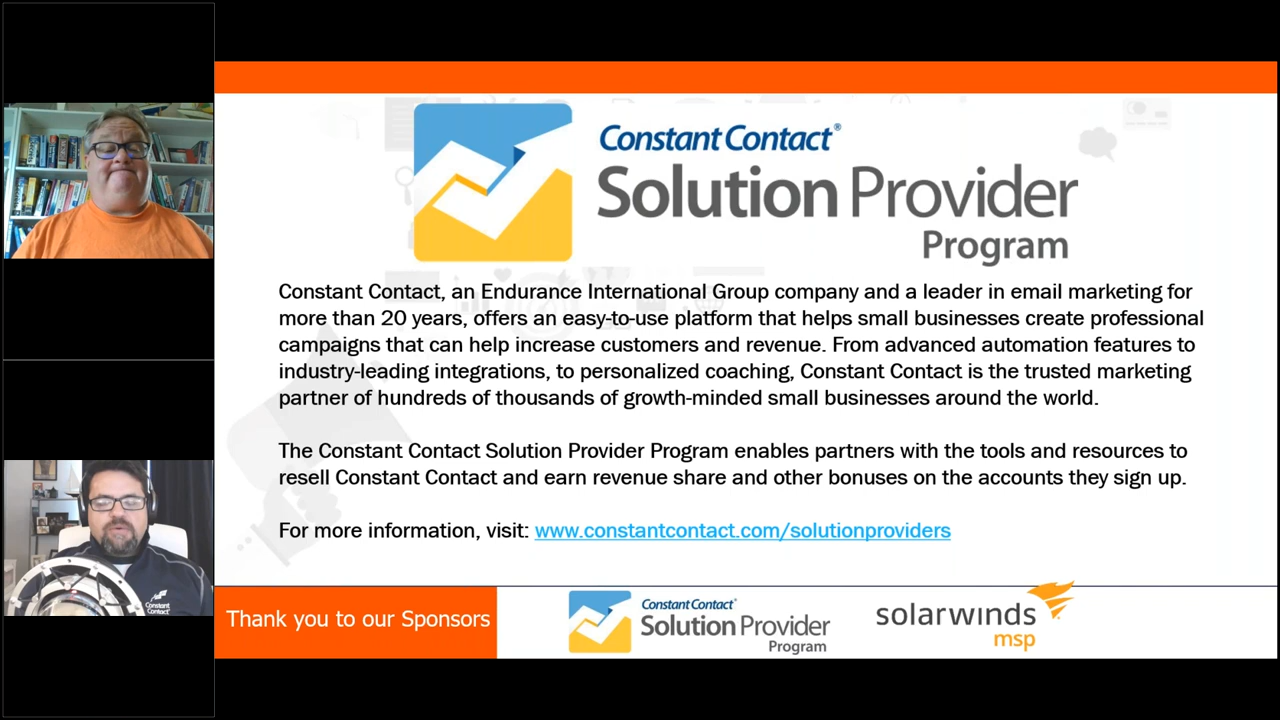 Constant Contact®
Solution Provider
Program
Constant Contact, an Endurance International Group company and a leader in email marketing for
more than 20 years, offers an easy-to-use platform that helps small businesses create professional
campaigns that can help increase customers and revenue. From advanced automation features to
industry-leading integrations, to personalized coaching, Constant Contact is the trusted marketing
partner of hundreds of thousands of growth-minded small businesses around the world.
The Constant Contact Solution Provider Program enables partners with the tools and resources to
resell Constant Contact and earn revenue share and other bonuses on the accounts they sign up.
For more information, visit: www.constantcontact.com/solutionproviders
Constant
Contact
Thank you to our Sponsors
Constant Contact®
Solution Provider
Program
solarwinds
msp